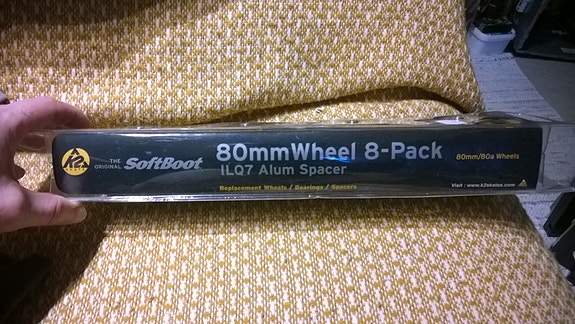 K2
THE ORIGINAL SoftBoot
80mmWheel 8-Pack
ILQ7 Alum Spacer
Replacement Wheels / Bearings / Spacers
80mm/80a Wheels
Visit : www.k2skates.com